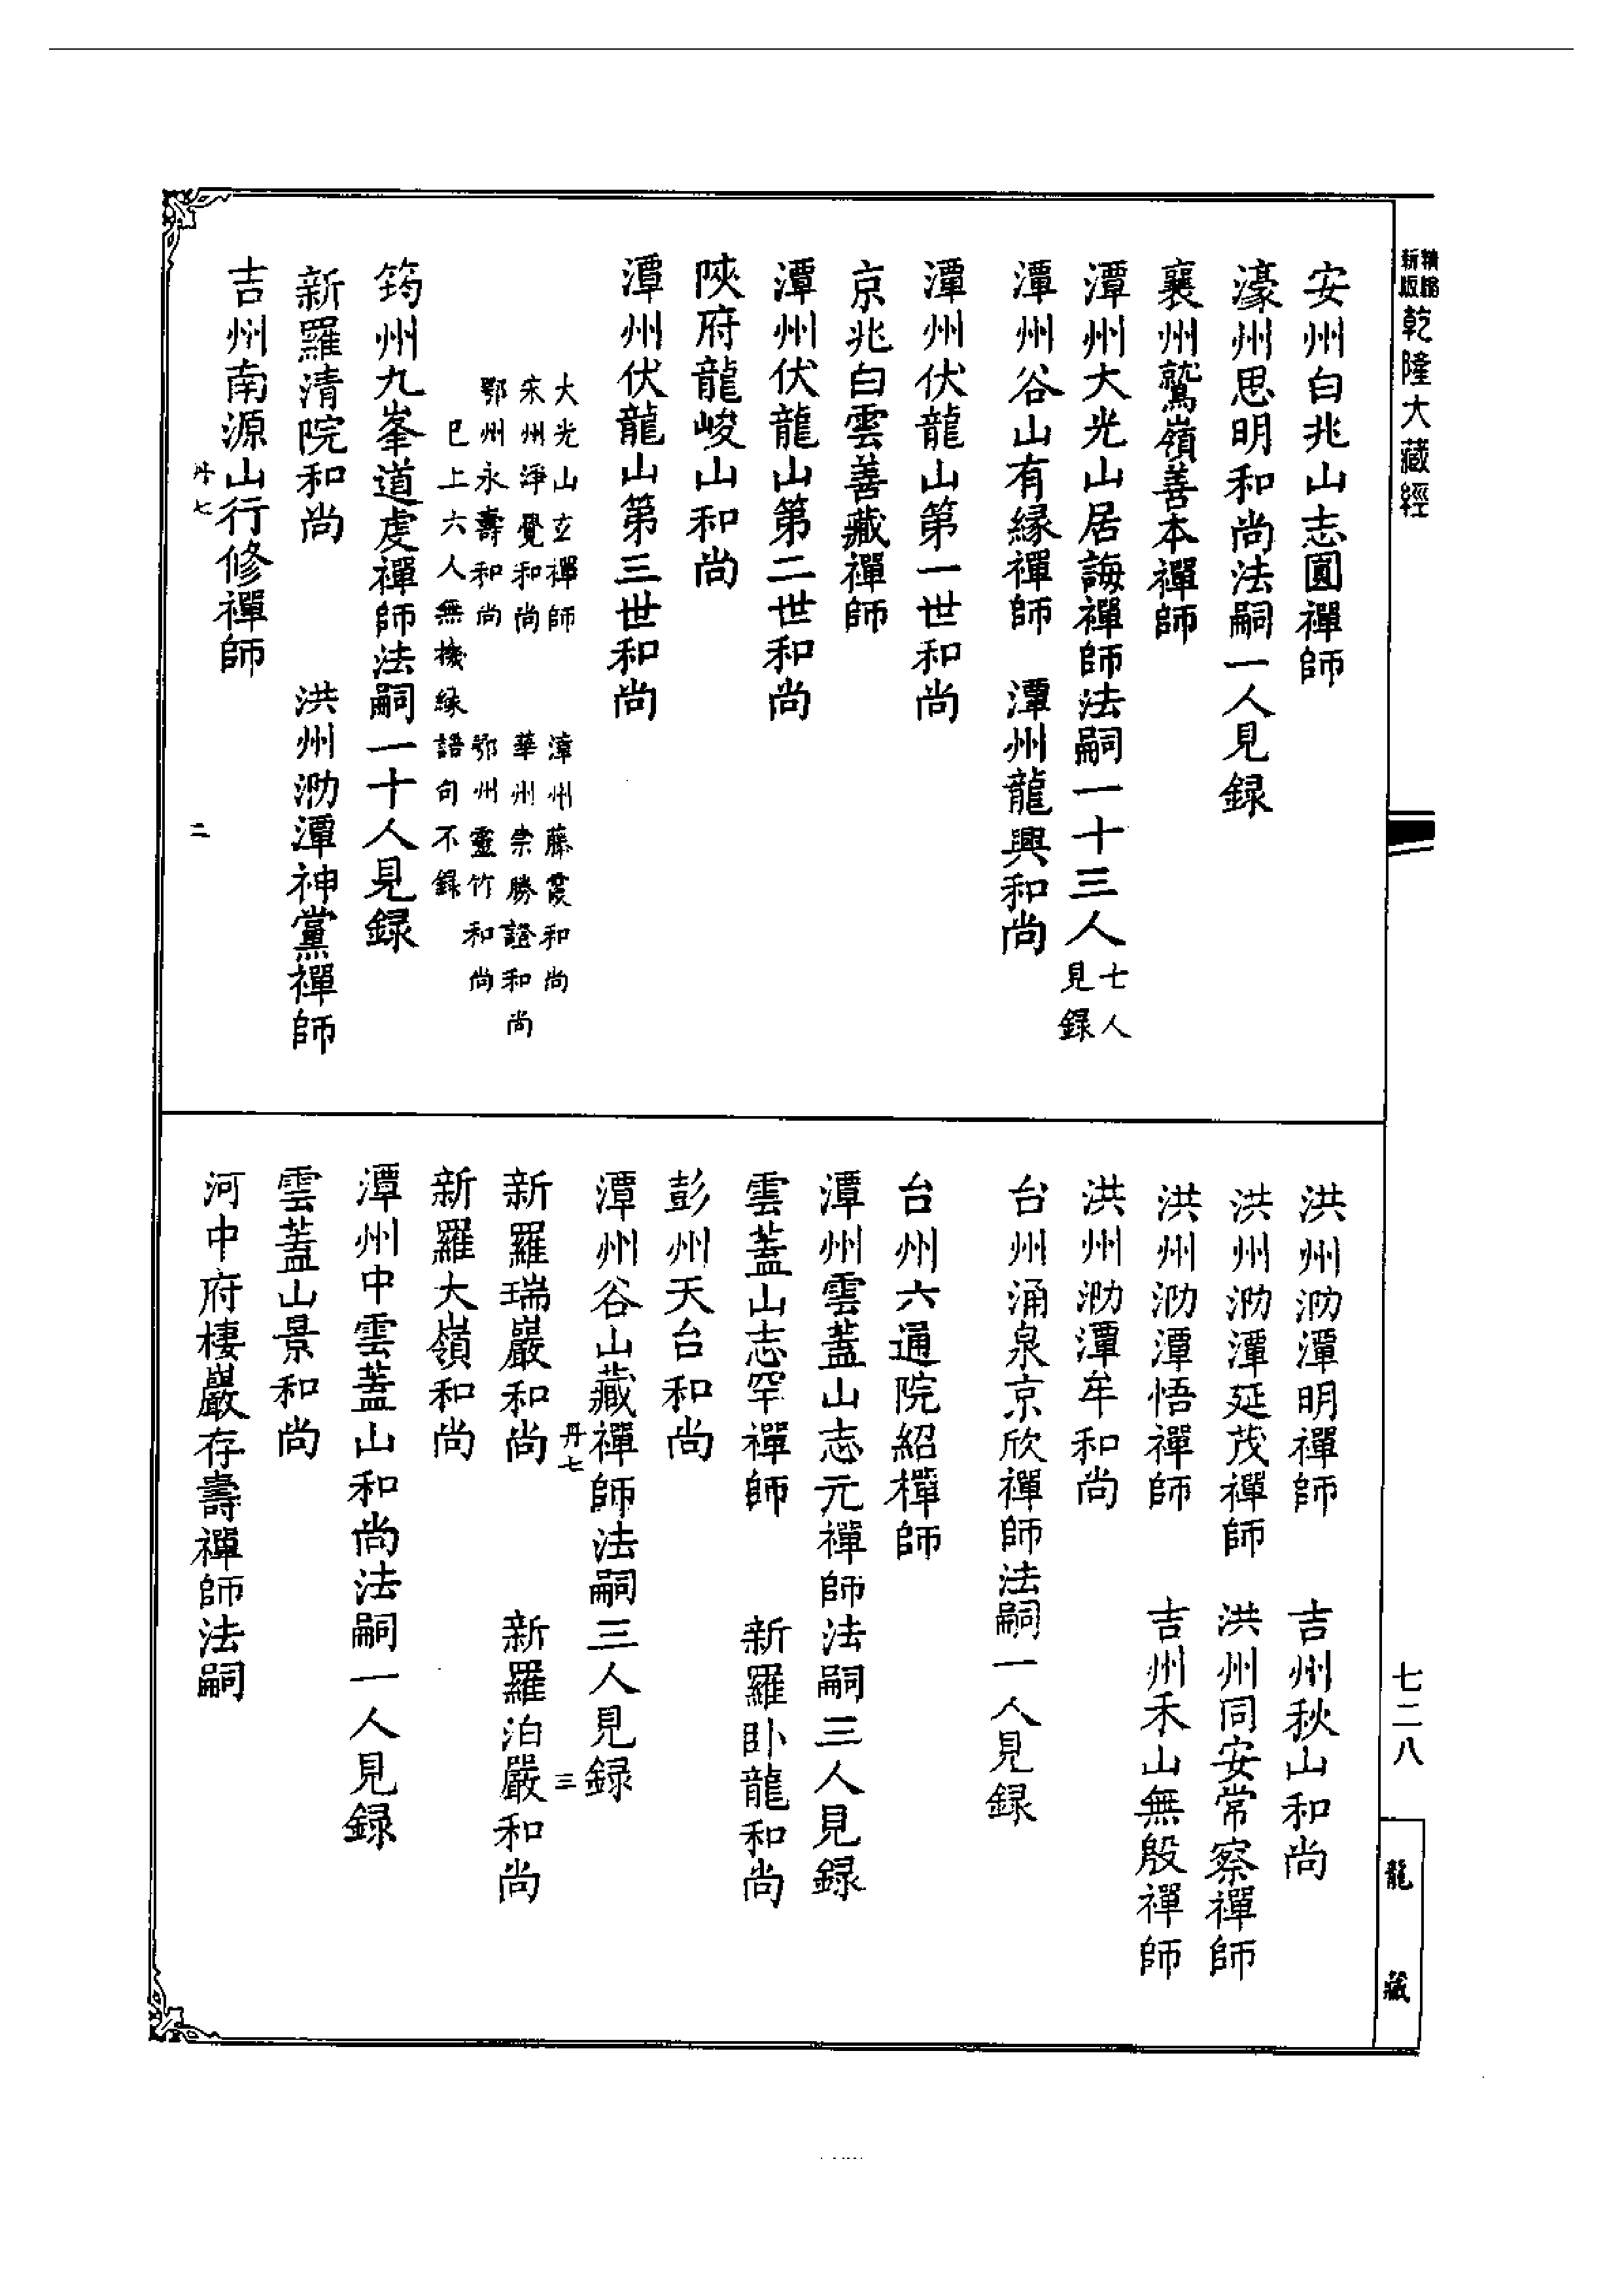 精縮新版乾隆大藏經
安州白兆山志圓禪師
濠州思明和尚法嗣一人見録
襄州鷲嶺善本禪師
潭州大光山居誨禪師法嗣一十三人七人見録
潭州谷山有緣禪師　潭州龍興和尚
潭州伏龍山第一世和尚
京兆白雲善藏禪師
潭州伏龍山第二世和尚
陝府龍峻山和尚
潭州伏龍山第三世和尚
大光山玄禪師　漳州藤霞和尚
宋州淨覺和尚　華州崇勝證和尚
鄂州永壽和尚　鄂州靈竹和尚
巳上六人無機緣語句不錄
筠州九峯道虔禪師法嗣一十人見録
新羅清院和尚　洪州泐潭神黨禪師
吉州南源山行修禪師
丹七　二
洪州泐潭明禪師　吉州秋山和尚
洪州泐潭延茂禪師　洪州同安常察禪師
洪州泐潭悟禪師　吉州禾山無殷禪師
洪州泐潭牟和尚
台州涌泉京欣禪師法嗣一人見録
台州六通院紹禪師
潭州雲蓋山志元禪師法嗣三人見録
雲蓋山志罕禪師　新羅卧龍和尚
彭州天台和尚
潭州谷山藏禪師法嗣三人見録
丹七　三
新羅瑞巖和尚　新羅泊巖和尚
新羅大嶺和尚
潭州中雲蓋山和尚法嗣一人見録
雲蓋山景和尚
河中府棲巖存壽禪師法嗣
七二八
龍藏